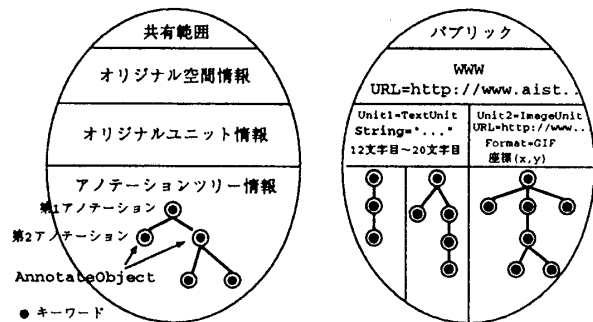 共有範囲
オリジナル空間情報
オリジナルユニット情報
アノテーションツリー情報
第1アノテーション
第2アノテーション
AnnotateObject
● キーワード
パブリック
WWW
URL=http://www.aist..
Unit1=TextUnit
String="..."
12文字目～20文字目
Unit2=ImageUnit
URL=http://www..
Format=GIF
座標(x,y)